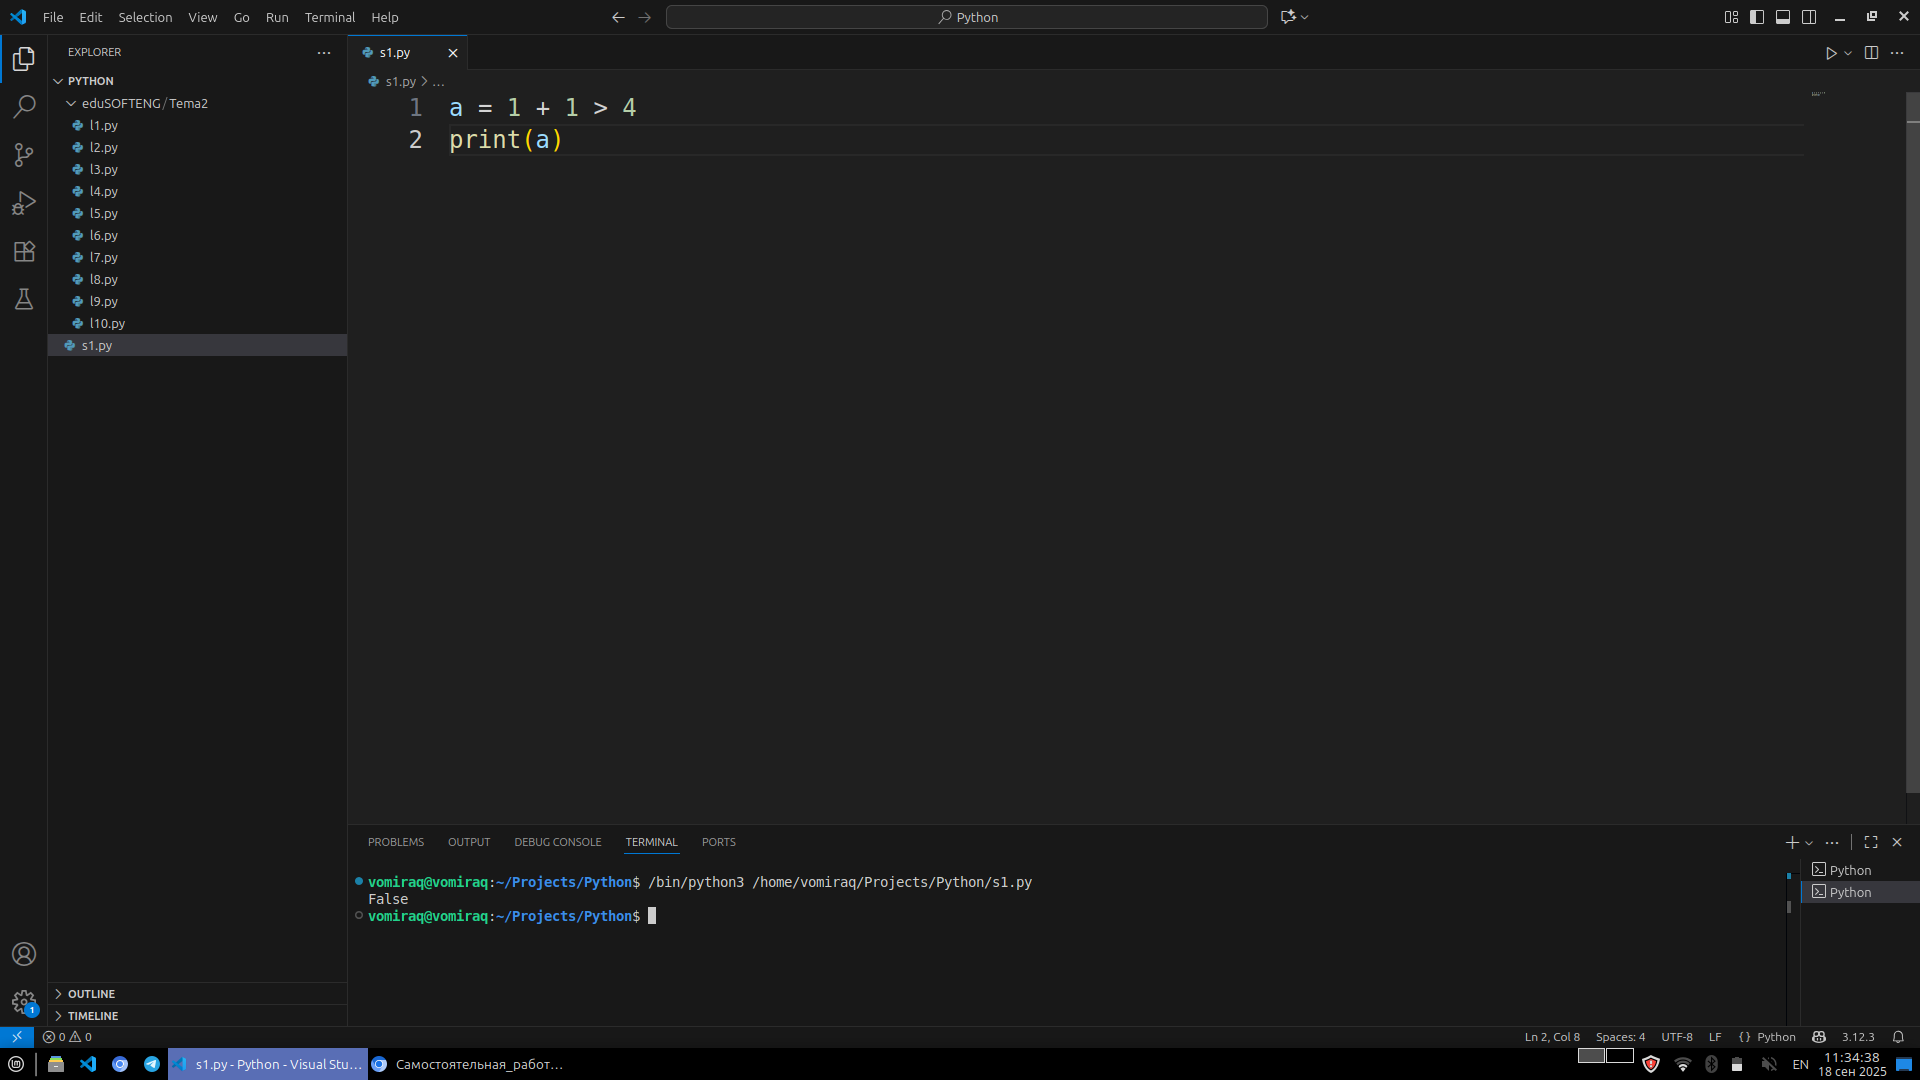 File Edit Selection View Go Run Terminal Help
Python
EXPLORER
PYTHON
eduSOFTENG / Tema2
l1.py
l2.py
l3.py
l4.py
l5.py
l6.py
l7.py
l8.py
l9.py
l10.py
s1.py
OUTLINE
TIMELINE
s1.py
s1.py > ...
1 a = 1 + 1 > 4
2 print(a)
PROBLEMS OUTPUT DEBUG CONSOLE TERMINAL PORTS
vomiraq@vomiraq:~/Projects/Python$ /bin/python3 /home/vomiraq/Projects/Python/s1.py
False
vomiraq@vomiraq:~/Projects/Python$
Python
Python
1
0 0
Ln 2, Col 8 Spaces: 4 UTF-8 LF {} Python 3.12.3
s1.py - Python - Visual Stu...
Самостоятельная_работ...
EN
11:34:38
18 сен 2025